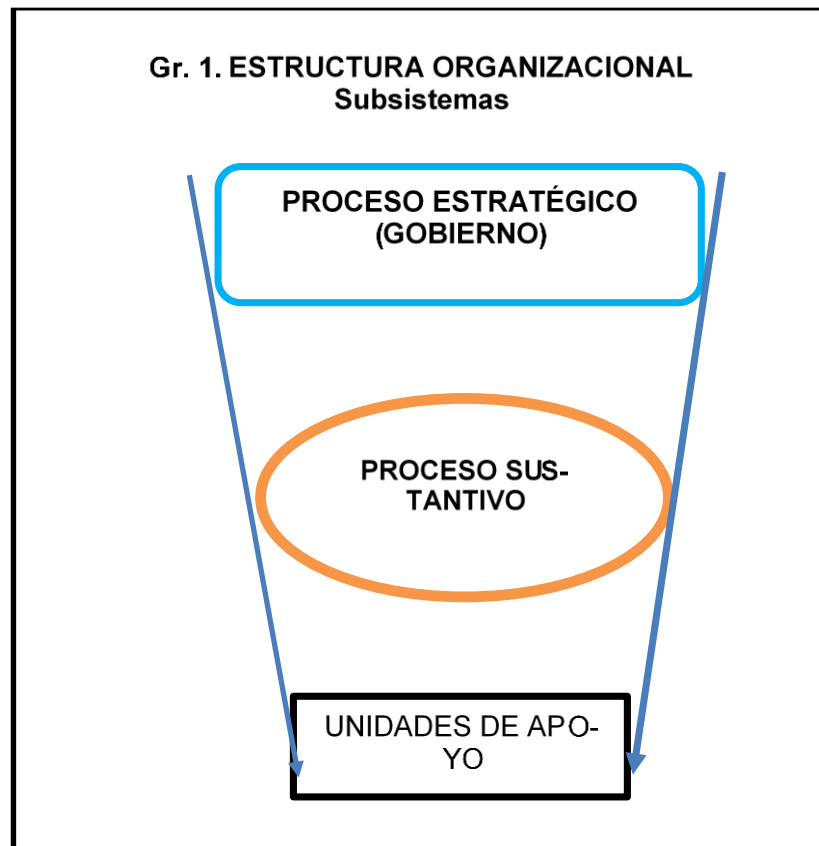 Gr. 1. ESTRUCTURA ORGANIZACIONAL
Subsistemas
PROCESO ESTRATÉGICO
(GOBIERNO)
PROCESO SUS-
TANTIVO
UNIDADES DE APO-
YO